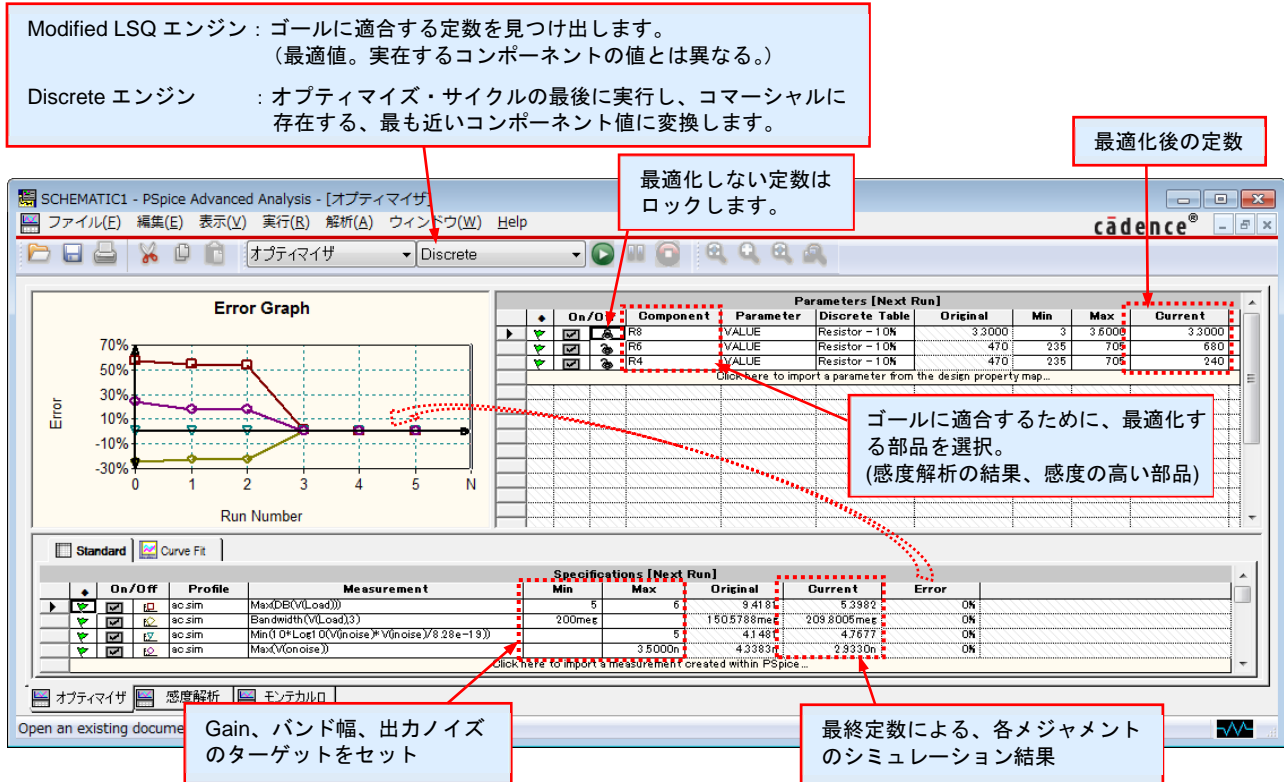 Modified LSQ エンジン：ゴールに適合する定数を見つけ出します。
（最適値。実在するコンポーネントの値とは異なる。）
Discrete エンジン　　：オプティマイズ・サイクルの最後に実行し、コマーシャルに
存在する、最も近いコンポーネント値に変換します。
最適化後の定数
最適化しない定数は
ロックします。
SCHEMATIC1 - PSpice Advanced Analysis - [オプティマイザ]
ファイル(F) 編集(E) 表示(V) 実行(R) 解析(A) ウィンドウ(W) Help
cādence®
オプティマイザ Discrete
Error Graph
Error
70%
50%
30%
10%
-10%
-30%
0 1 2 3 4 5 N
Run Number
Parameters [Next Run]
On/Off Component Parameter Discrete Table Original Min Max Current
R8 VALUE Resistor - 10% 3.3000 3 3.6000 3.3000
R6 VALUE Resistor - 10% 470 235 705 680
R4 VALUE Resistor - 10% 470 235 705 240
Click here to import a parameter from the design property map...
ゴールに適合するために、最適化す
る部品を選択。
(感度解析の結果、感度の高い部品)
Standard Curve Fit
Specifications [Next Run]
On/Off Profile Measurement Min Max Original Current Error
ac.sim Max(DB(V(Load))) 5 6 9.4181 5.3982 0%
ac.sim Bandwidth(V(Load),3) 200meg 150.5788meg 209.8005meg 0%
ac.sim Min(10*Log10(V(inoise)*V(inoise)/8.28e-19)) 5 4.1481 4.7677 0%
ac.sim Max(V(onoise)) 3.5000n 4.3383n 2.9330n 0%
Click here to import a measurement created within PSpice...
オプティマイザ 感度解析 モンテカルロ
Open an existing docume
Gain、バンド幅、出力ノイズ
のターゲットをセット
最終定数による、各メジャメント
のシミュレーション結果